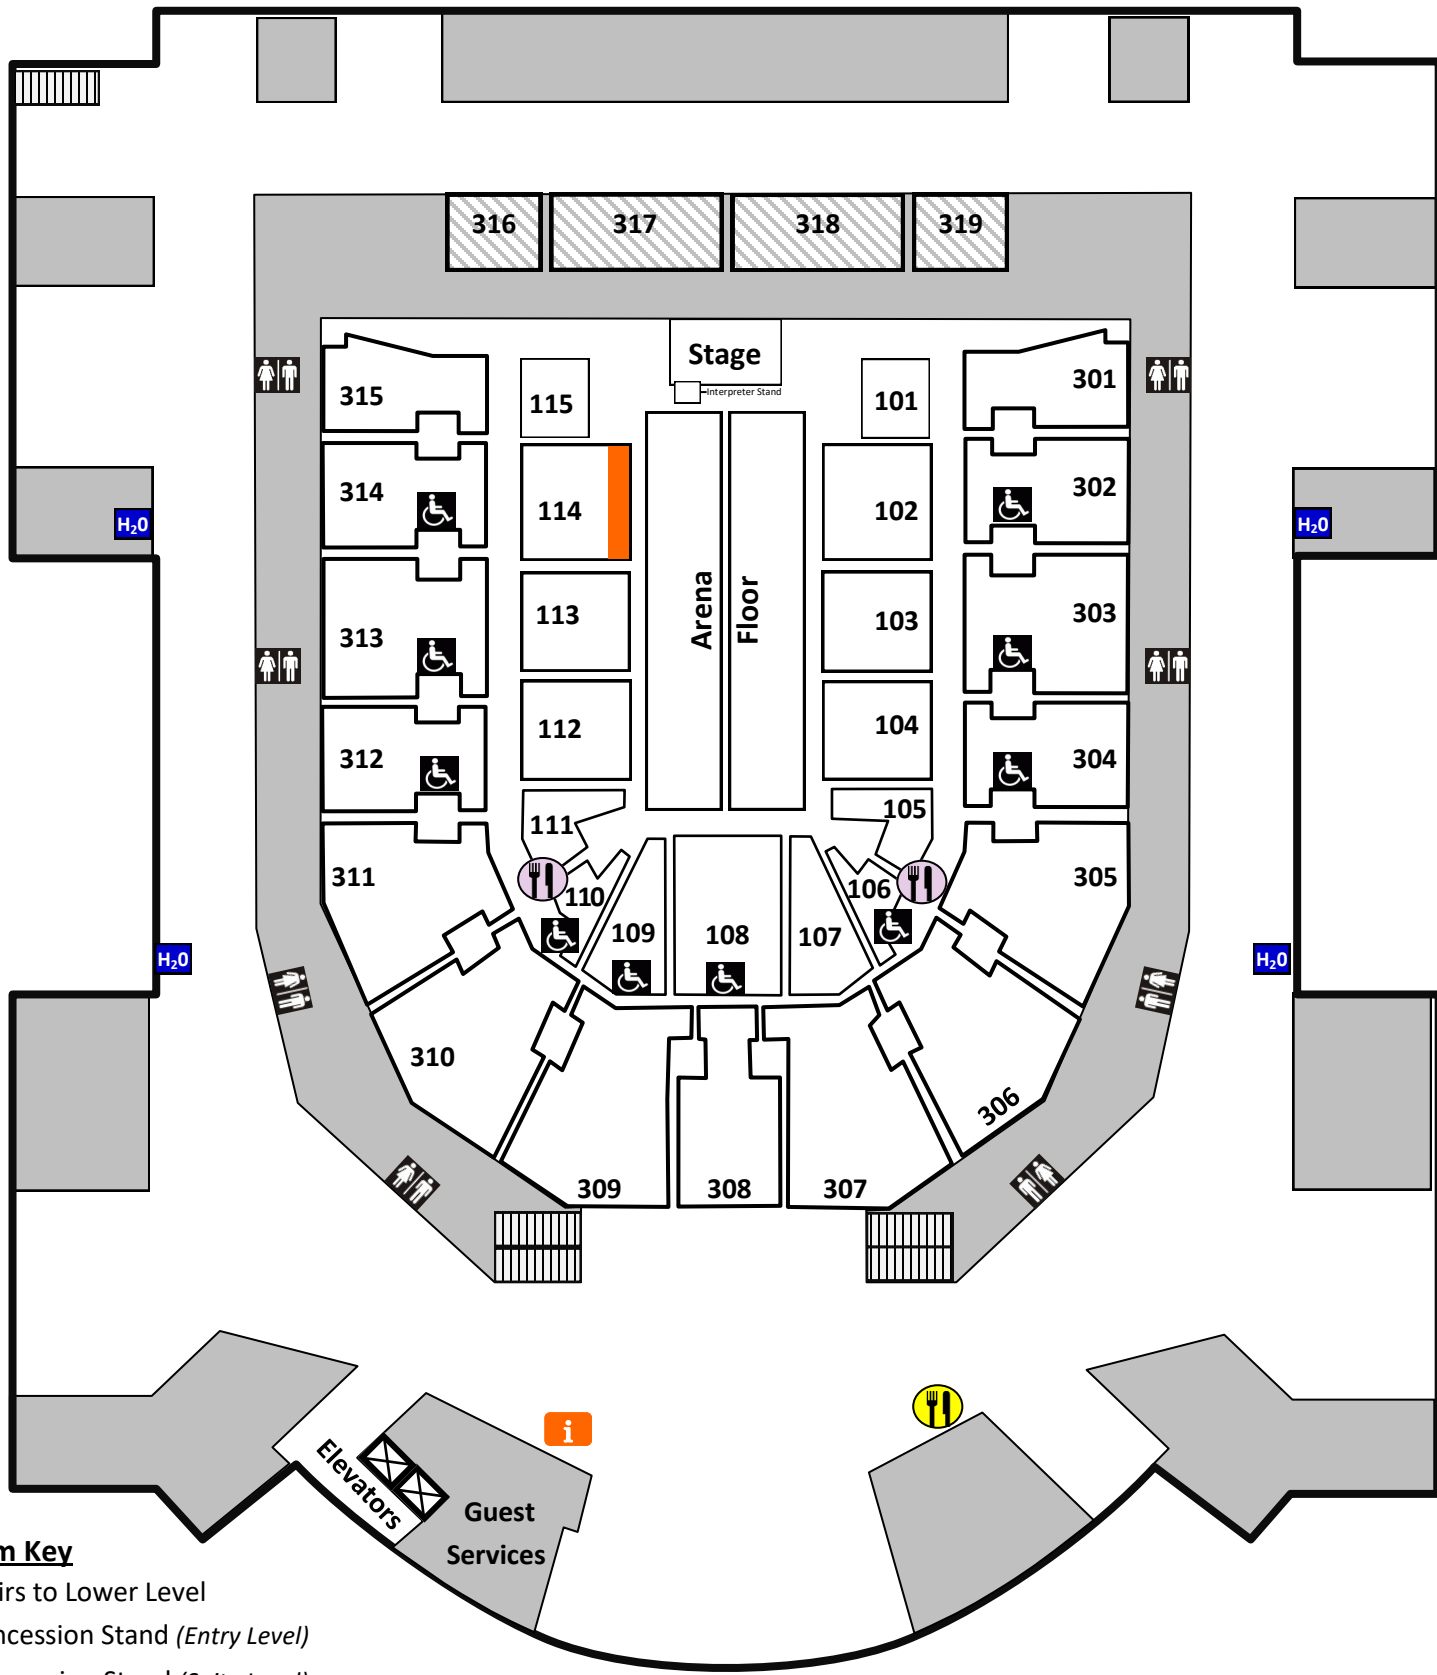 316 317 318 319
Stage
Interpreter Stand
315 115 101 301
314 114 102 302
313 113 103 303
Arena
Floor
312 112 104 304
111 105
311 110 106 305
109 108 107
310 306
309 308 307
H₂0
H₂0
H₂0
H₂0
i
Elevators
Guest
Services
m Key
irs to Lower Level
ncession Stand (Entry Level)